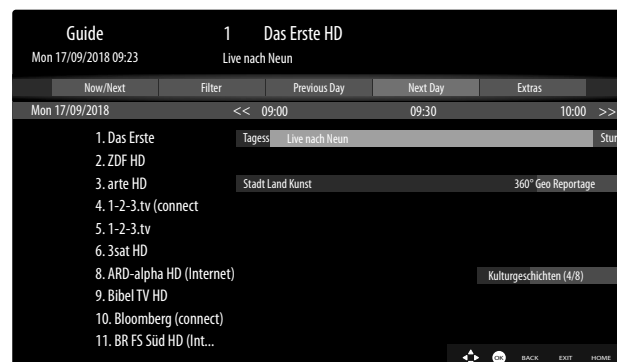 Guide 1 Das Erste HD
Mon 17/09/2018 09:23 Live nach Neun
Now/Next Filter Previous Day Next Day Extras
Mon 17/09/2018 << 09:00 09:30 10:00 >>
1. Das Erste Tagess Live nach Neun Stur
2. ZDF HD
3. arte HD Stadt Land Kunst 360° Geo Reportage
4. 1-2-3.tv (connect
5. 1-2-3.tv
6. 3sat HD
8. ARD-alpha HD (Internet) Kulturgeschichten (4/8)
9. Bibel TV HD
10. Bloomberg (connect)
11. BR FS Süd HD (Int...
OK BACK EXIT HOME